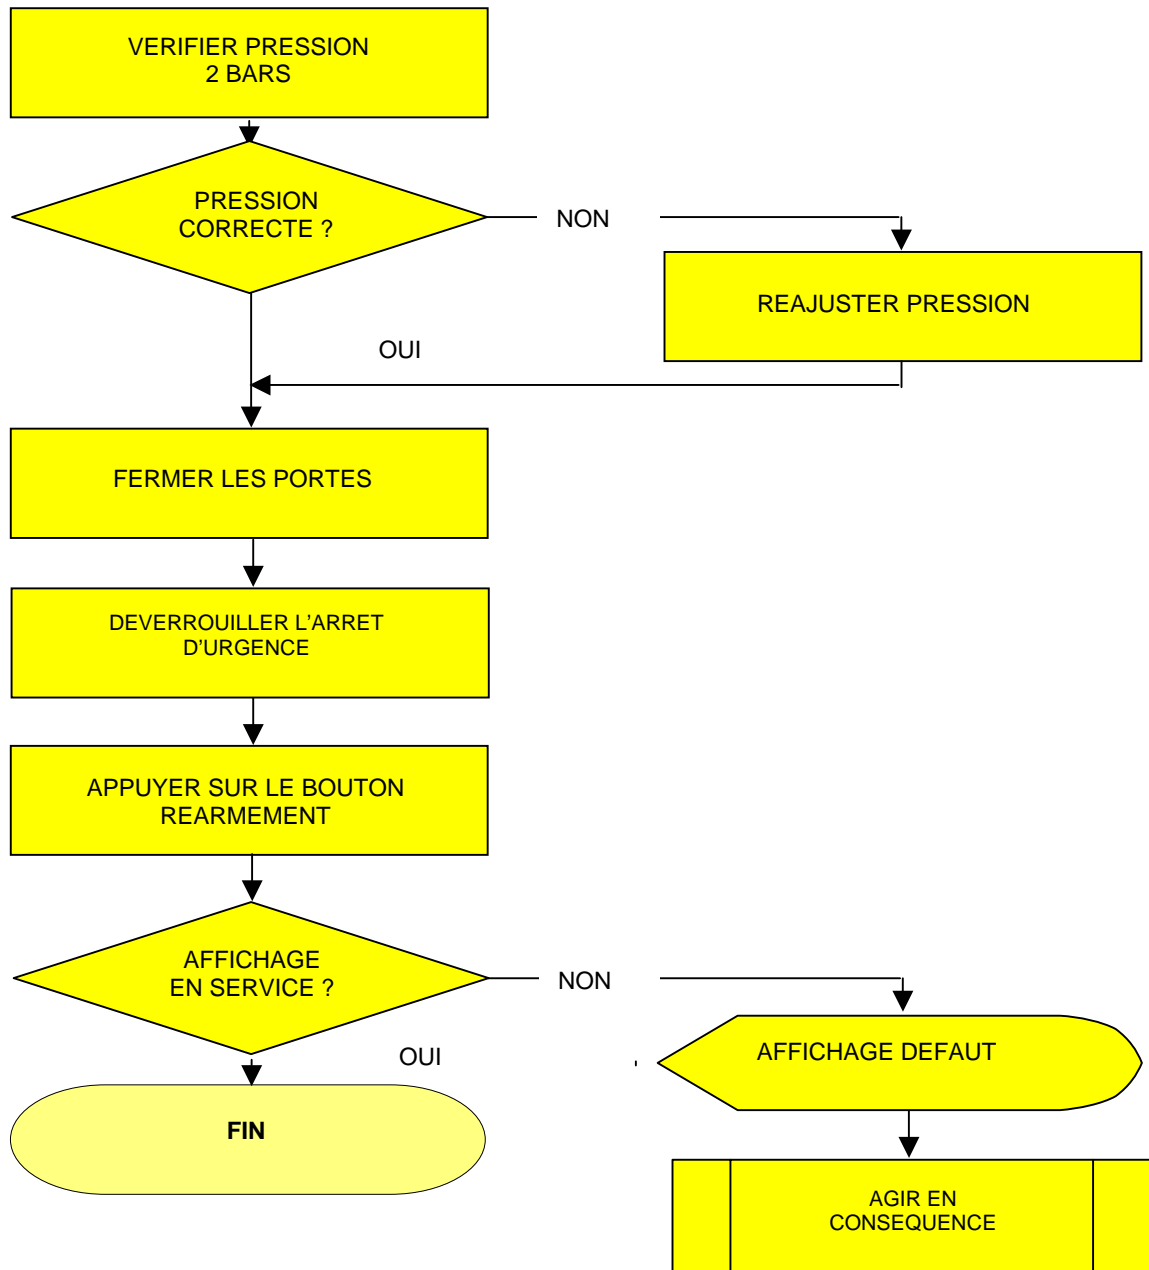 VERIFIER PRESSION
2 BARS
PRESSION
CORRECTE ?
NON
REAJUSTER PRESSION
OUI
FERMER LES PORTES
DEVERROUILLER L'ARRET
D'URGENCE
APPUYER SUR LE BOUTON
REARMEMENT
AFFICHAGE
EN SERVICE ?
NON
OUI
AFFICHAGE DEFAUT
FIN
AGIR EN
CONSEQUENCE